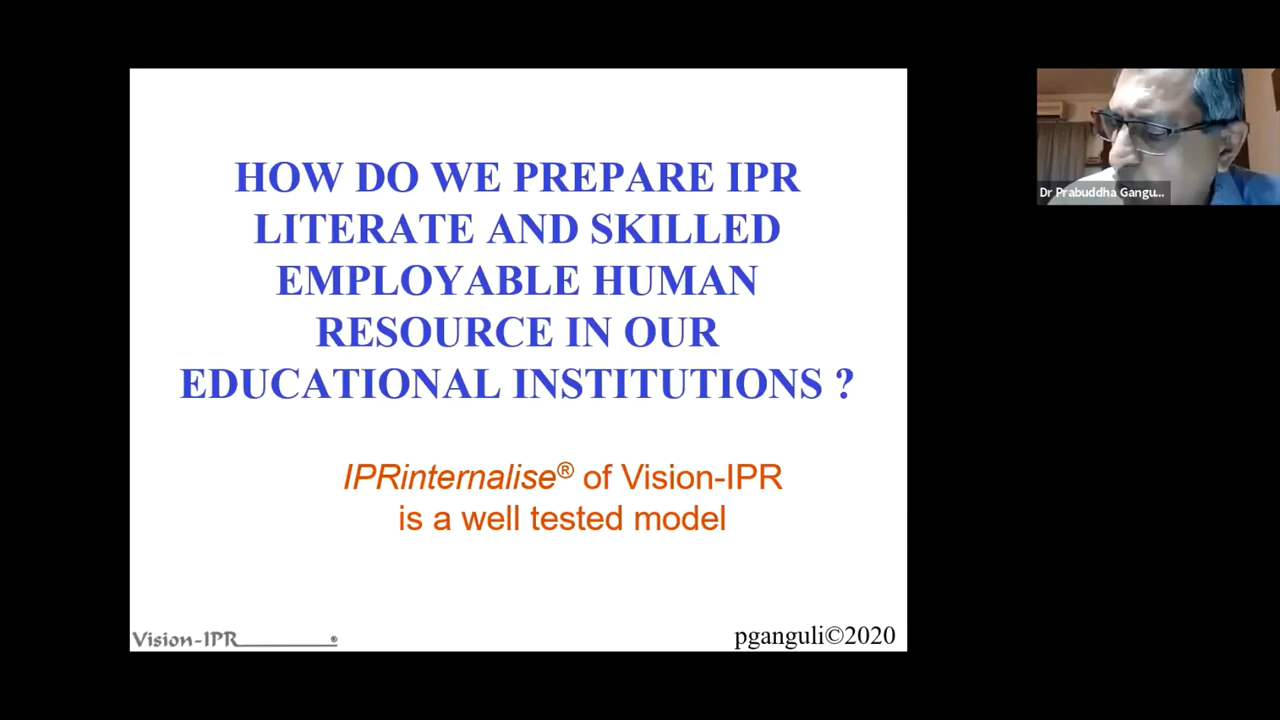 HOW DO WE PREPARE IPR
LITERATE AND SKILLED
EMPLOYABLE HUMAN
RESOURCE IN OUR
EDUCATIONAL INSTITUTIONS ?
IPRinternalise® of Vision-IPR
is a well tested model
Vision-IPR ®
pganguli©2020
Dr Prabuddha Gangu...